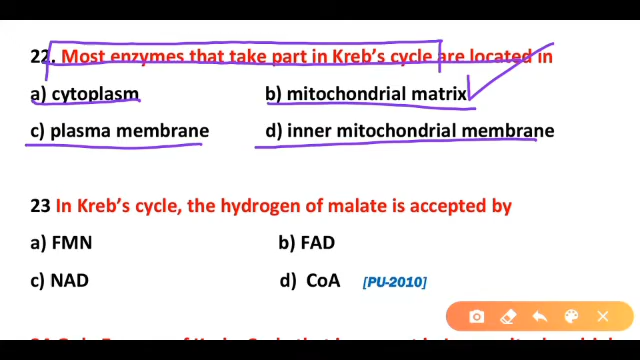 22. Most enzymes that take part in Kreb's cycle are located in
a) cytoplasm b) mitochondrial matrix
c) plasma membrane d) inner mitochondrial membrane
23 In Kreb's cycle, the hydrogen of malate is accepted by
a) FMN b) FAD
c) NAD d) CoA [PU-2010]